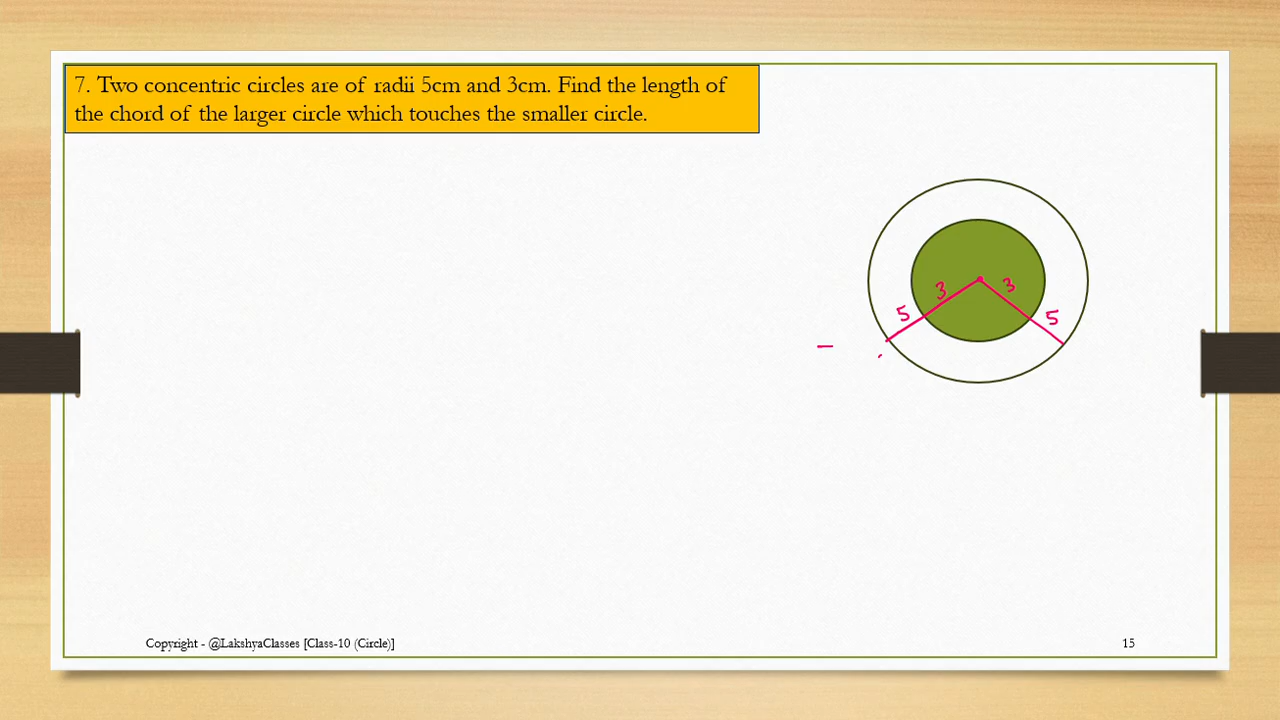 7. Two concentric circles are of radii 5cm and 3cm. Find the length of
the chord of the larger circle which touches the smaller circle.
3 3
5 5
Copyright - @LakshyaClasses [Class-10 (Circle)] 15